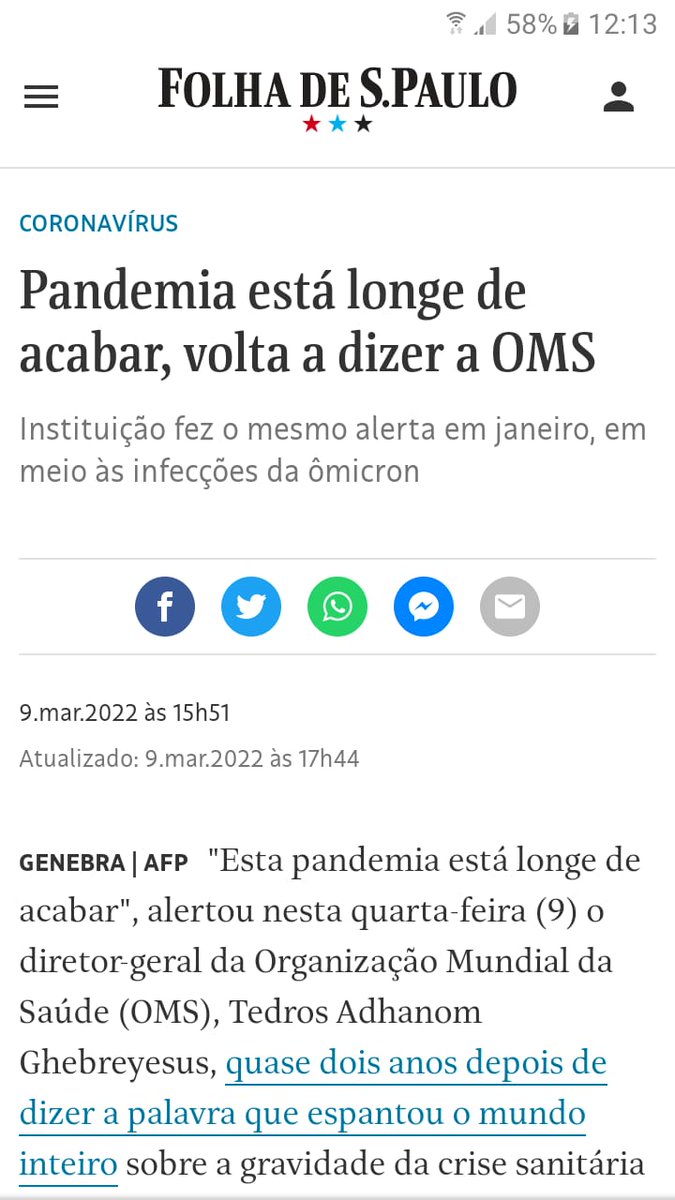 58% 12:13
FOLHA DE S.PAULO
CORONAVÍRUS
Pandemia está longe de
acabar, volta a dizer a OMS
Instituição fez o mesmo alerta em janeiro, em
meio às infecções da ômicron
9.mar.2022 às 15h51
Atualizado: 9.mar.2022 às 17h44
GENEBRA | AFP "Esta pandemia está longe de
acabar", alertou nesta quarta-feira (9) o
diretor-geral da Organização Mundial da
Saúde (OMS), Tedros Adhanom
Ghebreyesus, quase dois anos depois de
dizer a palavra que espantou o mundo
inteiro sobre a gravidade da crise sanitária